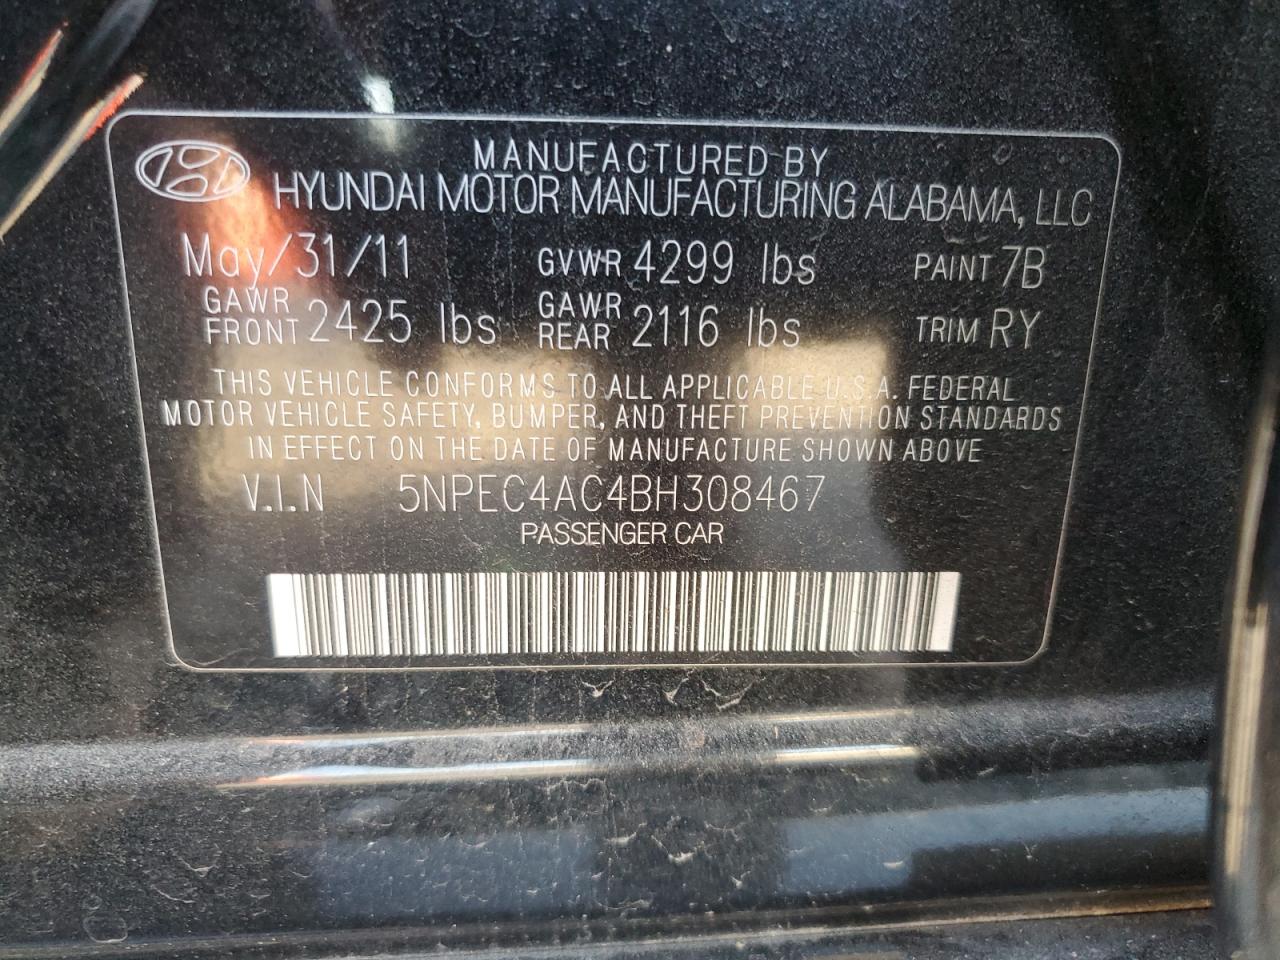 MANUFACTURED BY
HYUNDAI MOTOR MANUFACTURING ALABAMA, LLC
May/31/11 GVWR 4299 lbs PAINT 7B
GAWR FRONT 2425 lbs GAWR REAR 2116 lbs TRIM RY
THIS VEHICLE CONFORMS TO ALL APPLICABLE U.S.A. FEDERAL
MOTOR VEHICLE SAFETY, BUMPER, AND THEFT PREVENTION STANDARDS
IN EFFECT ON THE DATE OF MANUFACTURE SHOWN ABOVE
V.I.N 5NPEC4AC4BH308467
PASSENGER CAR